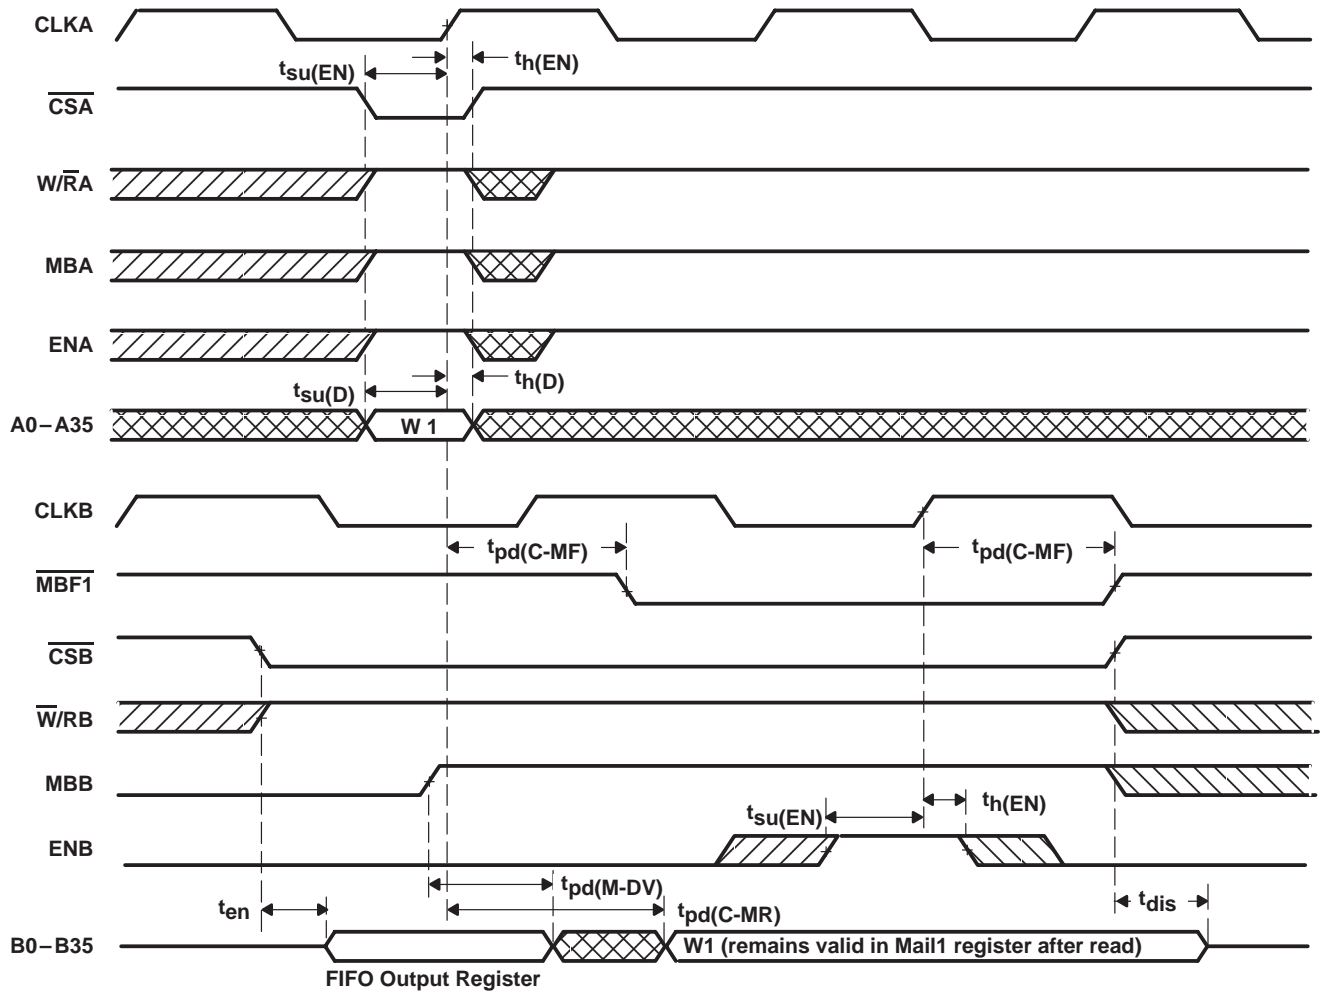 CLKA
tsu(EN)
th(EN)
CSA
W/RA
MBA
ENA
tsu(D)
th(D)
A0–A35
W 1
CLKB
tpd(C-MF)
tpd(C-MF)
MBF1
CSB
W/RB
MBB
tsu(EN)
th(EN)
ENB
tpd(M-DV)
ten
tpd(C-MR)
tdis
B0–B35
W1 (remains valid in Mail1 register after read)
FIFO Output Register